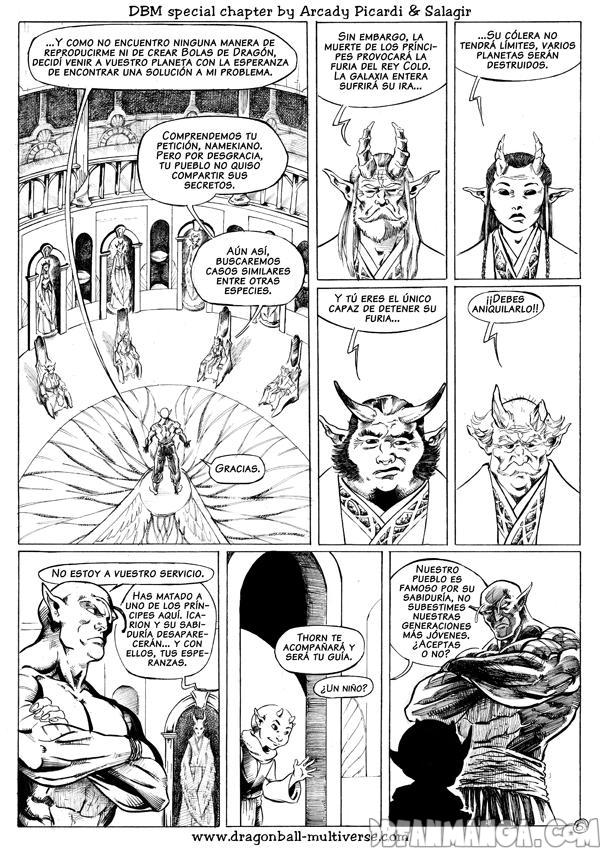 DBM special chapter by Arcady Picardi & Salagir
...Y COMO NO ENCUENTRO NINGUNA MANERA DE
REPRODUCIRME NI DE CREAR BOLAS DE DRAGÓN,
DECIDÍ VENIR A VUESTRO PLANETA CON LA ESPERANZA
DE ENCONTRAR UNA SOLUCIÓN A MI PROBLEMA.
COMPRENDEMOS TU
PETICIÓN, NAMEKIANO.
PERO POR DESGRACIA,
TU PUEBLO NO QUISO
COMPARTIR SUS
SECRETOS.
AÚN ASÍ,
BUSCAREMOS
CASOS SIMILARES
ENTRE OTRAS
ESPECIES.
GRACIAS.
SIN EMBARGO, LA
MUERTE DE LOS PRÍNCI-
PES PROVOCARÁ LA
FURIA DEL REY COLD.
LA GALAXIA ENTERA
SUFRIRÁ SU IRA...
...SU CÓLERA NO
TENDRÁ LÍMITES, VARIOS
PLANETAS SERÁN
DESTRUIDOS.
Y TÚ ERES EL ÚNICO
CAPAZ DE DETENER SU
FURIA...
¡¡DEBES
ANIQUILARLO!!
NO ESTOY A VUESTRO SERVICIO.
HAS MATADO A
UNO DE LOS PRÍN-
CIPES AQUÍ. ICA-
RION Y SU SABI-
DURÍA DESAPARE-
CERÁN... Y CON
ELLOS, TUS ESPE-
RANZAS.
THORN TE
ACOMPAÑARÁ Y
SERÁ TU GUÍA.
¿UN NIÑO?
NUESTRO
PUEBLO ES
FAMOSO POR SU
SABIDURÍA, NO
SUBESTIMES
NUESTRAS
GENERACIONES
MÁS JÓVENES.
¿ACEPTAS
O NO?
6
www.dragonball-multiverse.com
DREANMANGA.COM